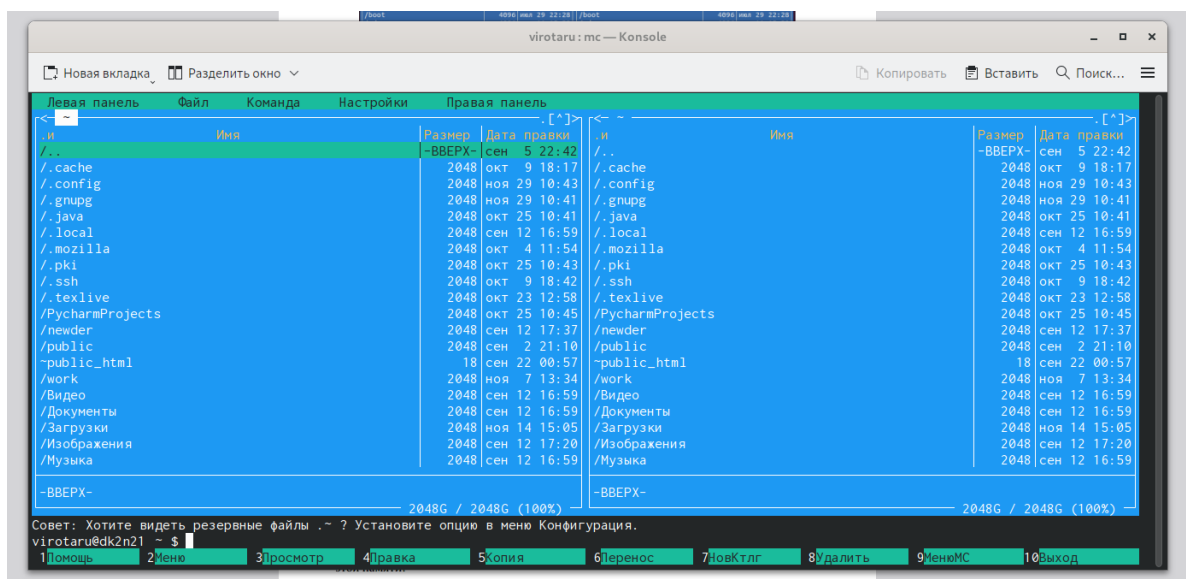 /boot 4096 июл 29 22:28 /boot 4096 июл 29 22:28
virotaru : mc — Konsole
Новая вкладка Разделить окно Копировать Вставить Поиск...
Левая панель Файл Команда Настройки Правая панель
<— ~ .[^]> <— ~ .[^]>
.и Имя Размер Дата правки .и Имя Размер Дата правки
/.. -ВВЕРХ- сен 5 22:42 /.. -ВВЕРХ- сен 5 22:42
/.cache 2048 окт 9 18:17 /.cache 2048 окт 9 18:17
/.config 2048 ноя 29 10:43 /.config 2048 ноя 29 10:43
/.gnupg 2048 ноя 29 10:41 /.gnupg 2048 ноя 29 10:41
/.java 2048 окт 25 10:41 /.java 2048 окт 25 10:41
/.local 2048 сен 12 16:59 /.local 2048 сен 12 16:59
/.mozilla 2048 окт 4 11:54 /.mozilla 2048 окт 4 11:54
/.pki 2048 окт 25 10:43 /.pki 2048 окт 25 10:43
/.ssh 2048 окт 9 18:42 /.ssh 2048 окт 9 18:42
/.texlive 2048 окт 23 12:58 /.texlive 2048 окт 23 12:58
/PycharmProjects 2048 окт 25 10:45 /PycharmProjects 2048 окт 25 10:45
/newder 2048 сен 12 17:37 /newder 2048 сен 12 17:37
/public 2048 сен 2 21:10 /public 2048 сен 2 21:10
~public_html 18 сен 22 00:57 ~public_html 18 сен 22 00:57
/work 2048 ноя 7 13:34 /work 2048 ноя 7 13:34
/Видео 2048 сен 12 16:59 /Видео 2048 сен 12 16:59
/Документы 2048 сен 12 16:59 /Документы 2048 сен 12 16:59
/Загрузки 2048 ноя 14 15:05 /Загрузки 2048 ноя 14 15:05
/Изображения 2048 сен 12 17:20 /Изображения 2048 сен 12 17:20
/Музыка 2048 сен 12 16:59 /Музыка 2048 сен 12 16:59
-ВВЕРХ- -ВВЕРХ-
2048G / 2048G (100%) 2048G / 2048G (100%)
Совет: Хотите видеть резервные файлы .~ ? Установите опцию в меню Конфигурация.
virotaru@dk2n21 ~ $
1Помощь 2Меню 3Просмотр 4Правка 5Копия 6Перенос 7НовКтлг 8Удалить 9МенюМС 10Выход